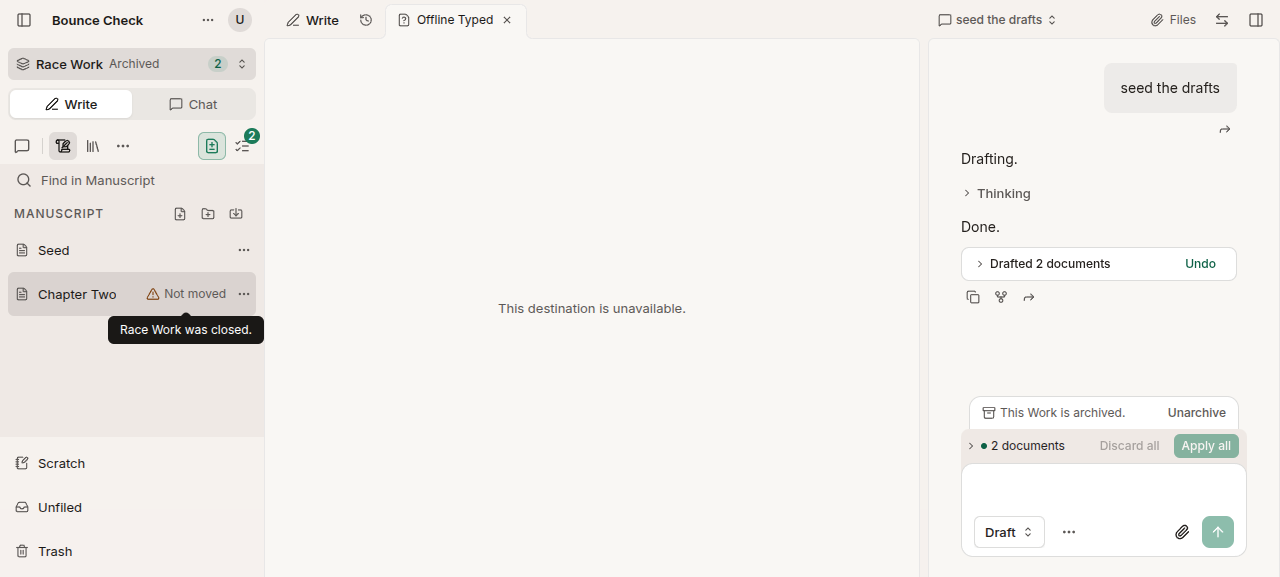 Bounce Check
U
Write
Offline Typed
seed the drafts
Files
Race Work Archived 2
Write
Chat
2
Find in Manuscript
MANUSCRIPT
Seed
Chapter Two
Not moved
Race Work was closed.
Scratch
Unfiled
Trash
This destination is unavailable.
seed the drafts
Drafting.
Thinking
Done.
Drafted 2 documents
Undo
This Work is archived.
Unarchive
2 documents
Discard all
Apply all
Draft